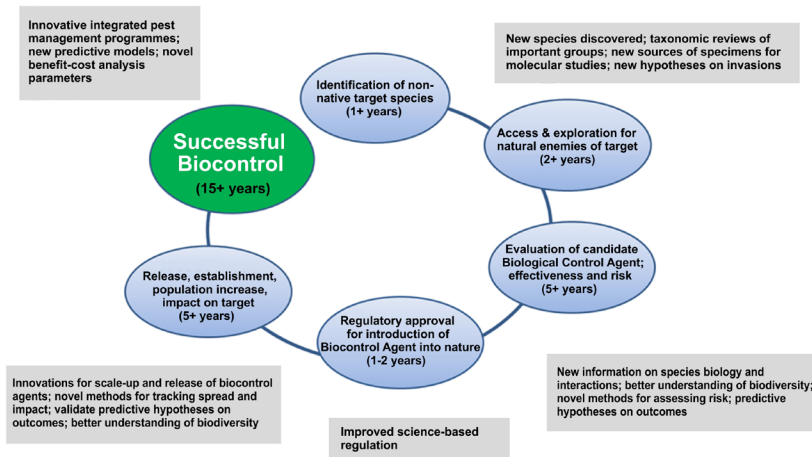 Innovative integrated pest
management programmes;
new predictive models; novel
benefit-cost analysis
parameters
New species discovered; taxonomic reviews of
important groups; new sources of specimens for
molecular studies; new hypotheses on invasions
Identification of non-
native target species
(1+ years)
Access & exploration for
natural enemies of target
(2+ years)
Successful
Biocontrol
(15+ years)
Evaluation of candidate
Biological Control Agent;
effectiveness and risk
(5+ years)
Release, establishment,
population increase,
impact on target
(5+ years)
Regulatory approval
for introduction of
Biocontrol Agent into nature
(1-2 years)
Innovations for scale-up and release of biocontrol
agents; novel methods for tracking spread and
impact; validate predictive hypotheses on
outcomes; better understanding of biodiversity
New information on species biology and
interactions; better understanding of biodiversity;
novel methods for assessing risk; predictive
hypotheses on outcomes
Improved science-based
regulation